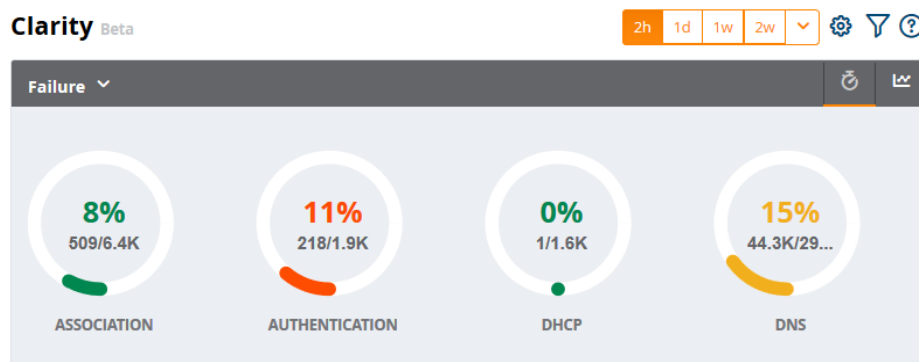 Clarity Beta
2h 1d 1w 2w
Failure
8% 11% 0% 15%
509/6.4K 218/1.9K 1/1.6K 44.3K/29...
ASSOCIATION AUTHENTICATION DHCP DNS